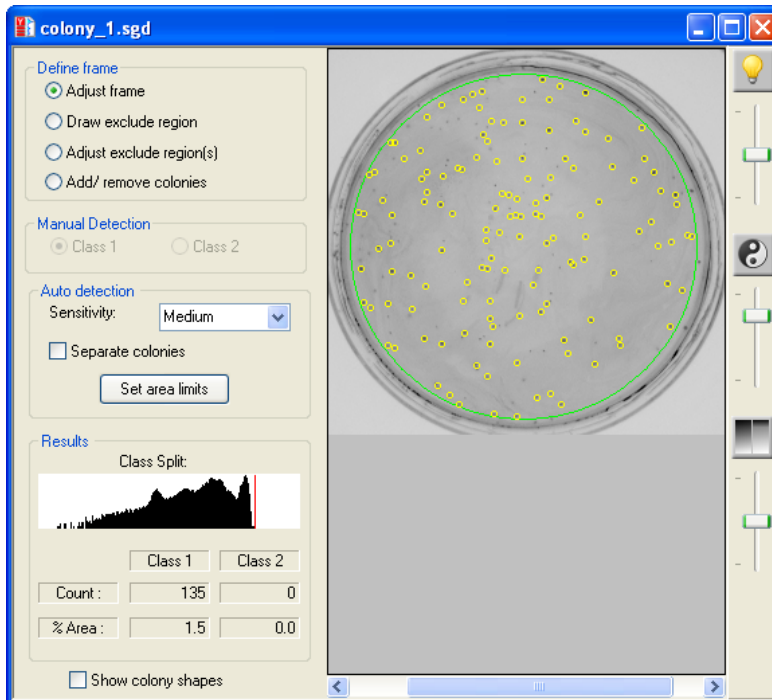 colony_1.sgd
Define frame
Adjust frame
Draw exclude region
Adjust exclude region(s)
Add/ remove colonies
Manual Detection
Class 1 Class 2
Auto detection
Sensitivity: Medium
Separate colonies
Set area limits
Results
Class Split:
Class 1 Class 2
Count : 135 0
% Area : 1.5 0.0
Show colony shapes